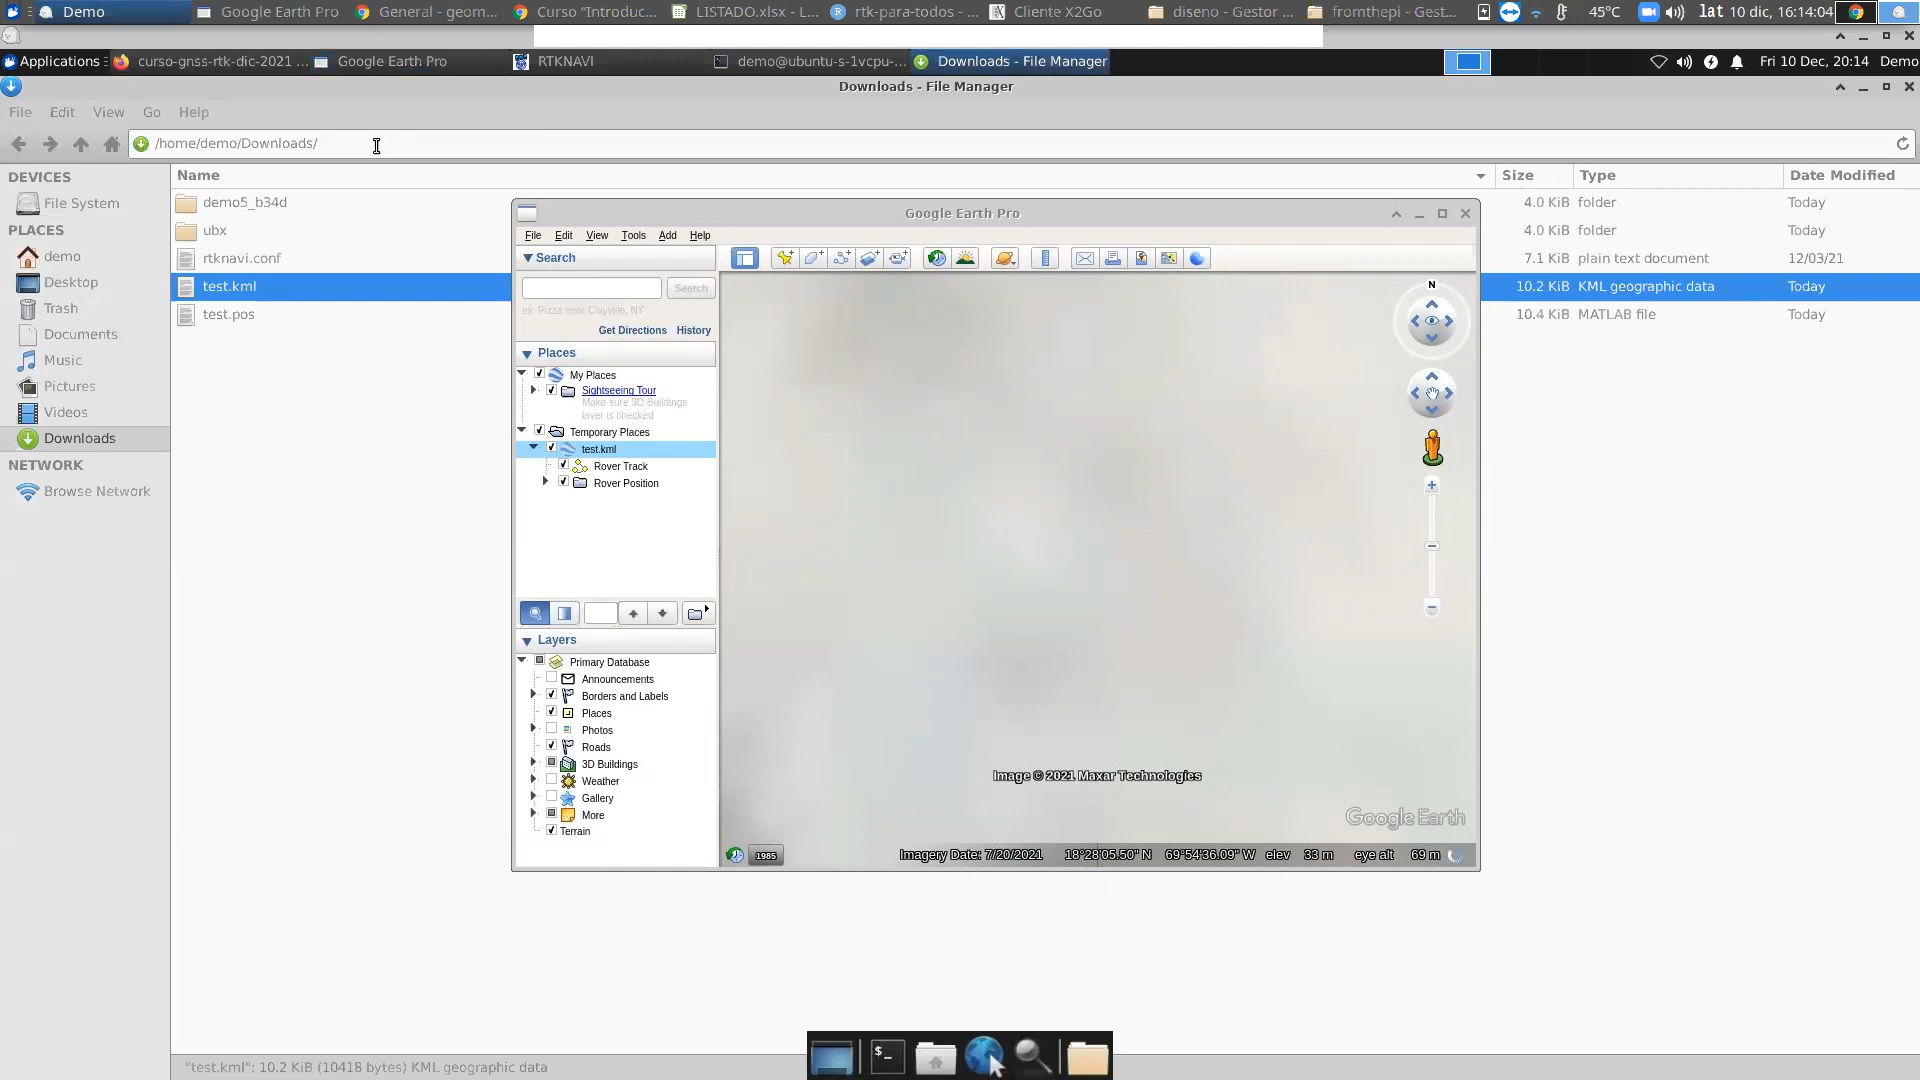 Demo Google Earth Pro General - geom... Curso “Introduc... LISTADO.xlsx - L... rtk-para-todos - ... Cliente X2Go diseno - Gestor ... fromthepi - Gest... 45°C lat 10 dic, 16:14:04
Applications curso-gnss-rtk-dic-2021 ... Google Earth Pro RTKNAVI demo@ubuntu-s-1vcpu-... Downloads - File Manager Fri 10 Dec, 20:14 Demo
Downloads - File Manager
File Edit View Go Help
/home/demo/Downloads/
DEVICES
File System
PLACES
demo
Desktop
Trash
Documents
Music
Pictures
Videos
Downloads
NETWORK
Browse Network
Name Size Type Date Modified
demo5_b34d 4.0 KiB folder Today
ubx 4.0 KiB folder Today
rtknavi.conf 7.1 KiB plain text document 12/03/21
test.kml 10.2 KiB KML geographic data Today
test.pos 10.4 KiB MATLAB file Today
Google Earth Pro
File Edit View Tools Add Help
Search
Search
ex: Pizza near Clayville, NY
Get Directions History
Places
My Places
Sightseeing Tour
Make sure 3D Buildings
layer is checked
Temporary Places
test.kml
Rover Track
Rover Position
Layers
Primary Database
Announcements
Borders and Labels
Places
Photos
Roads
3D Buildings
Weather
Gallery
More
Terrain
N
Image © 2021 Maxar Technologies
Google Earth
1985 Imagery Date: 7/20/2021 18°28'05.50" N 69°54'36.09" W elev 33 m eye alt 69 m
"test.kml": 10.2 KiB (10418 bytes) KML geographic data